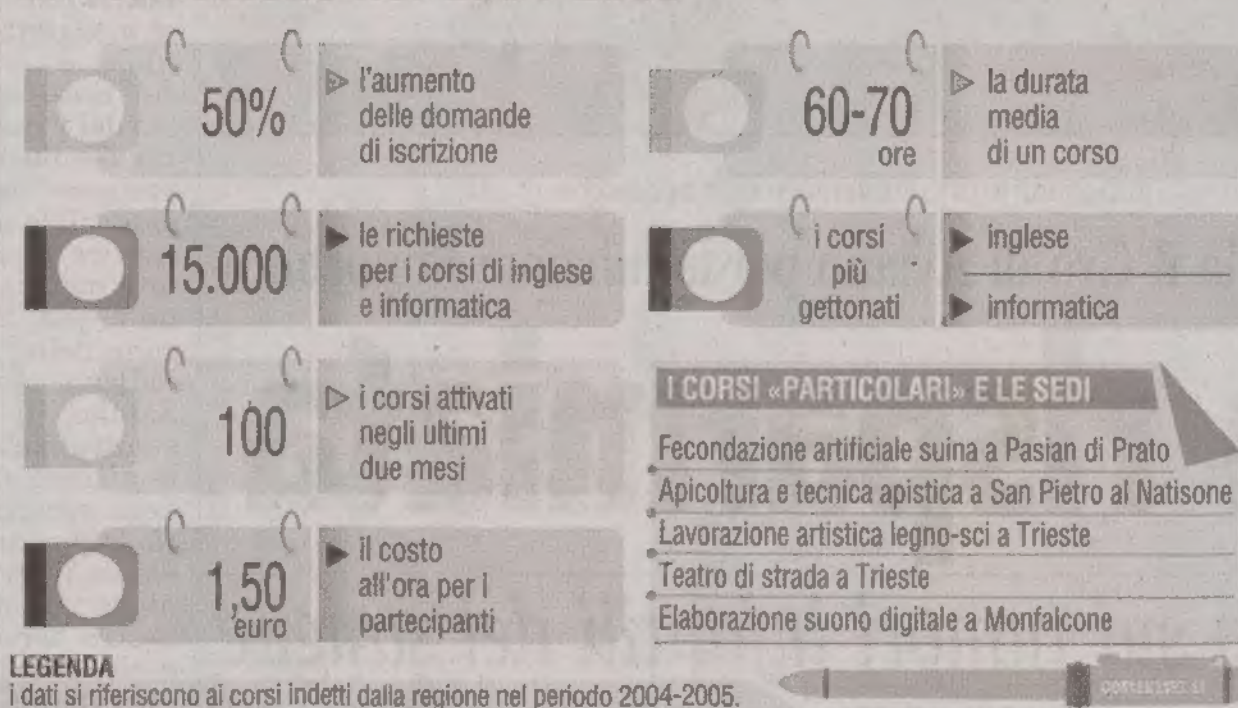 50%
l'aumento
delle domande
di iscrizione
15.000
le richieste
per i corsi di inglese
e informatica
100
i corsi attivati
negli ultimi
due mesi
1,50
euro
il costo
all'ora per i
partecipanti
60-70
ore
la durata
media
di un corso
i corsi
più
gettonati
inglese
informatica
I CORSI «PARTICOLARI» E LE SEDI
Fecondazione artificiale suina a Pasian di Prato
Apicoltura e tecnica apistica a San Pietro al Natisone
Lavorazione artistica legno-sci a Trieste
Teatro di strada a Trieste
Elaborazione suono digitale a Monfalcone
LEGENDA
i dati si riferiscono ai corsi indetti dalla regione nel periodo 2004-2005.